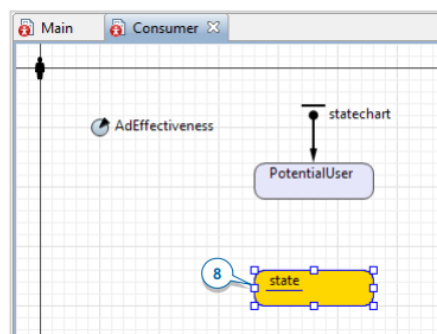 Main
Consumer
statechart
AdEffectiveness
PotentialUser
8
state